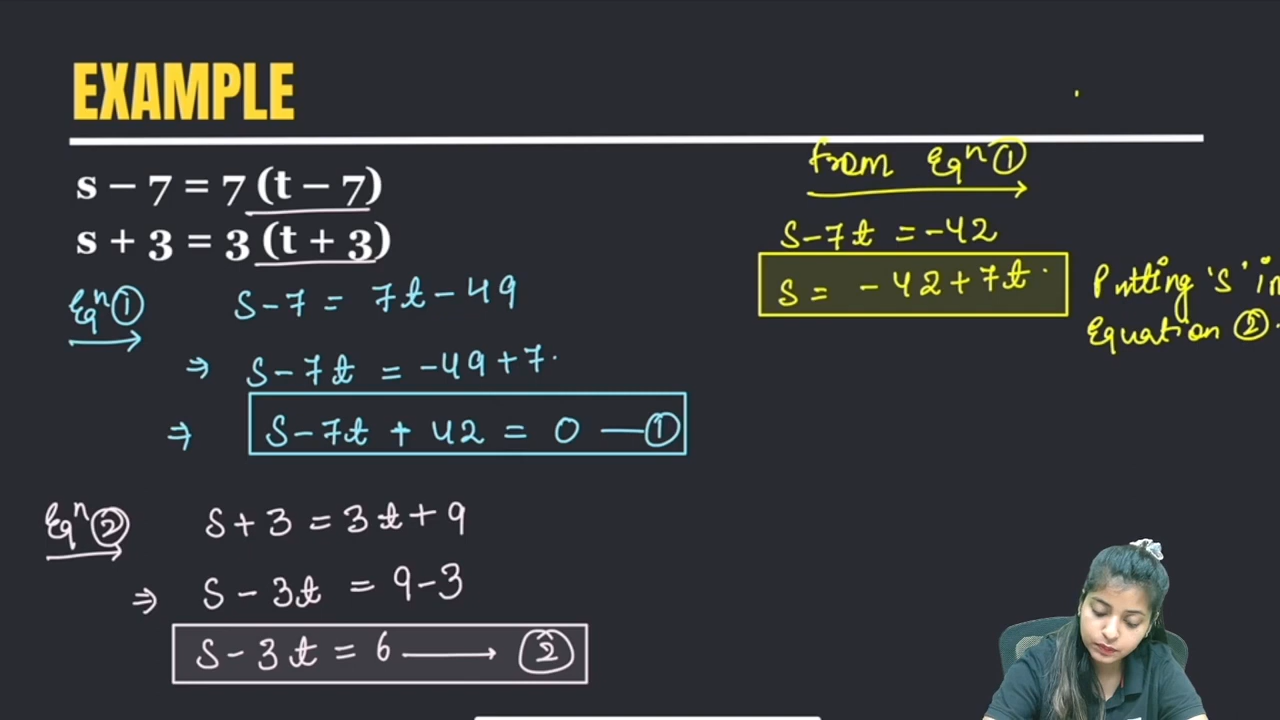 EXAMPLE
s – 7 = 7 (t – 7)
s + 3 = 3 (t + 3)
Eqⁿ ①
S - 7 = 7t - 49
⇒ S - 7t = -49 + 7.
⇒ S - 7t + 42 = 0 — ①
Eqⁿ ②
S + 3 = 3t + 9
⇒ S - 3t = 9 - 3
S - 3t = 6 ⟶ ②
from Eqⁿ ①
S - 7t = -42
S = -42 + 7t.
Putting 's' in
Equation ②